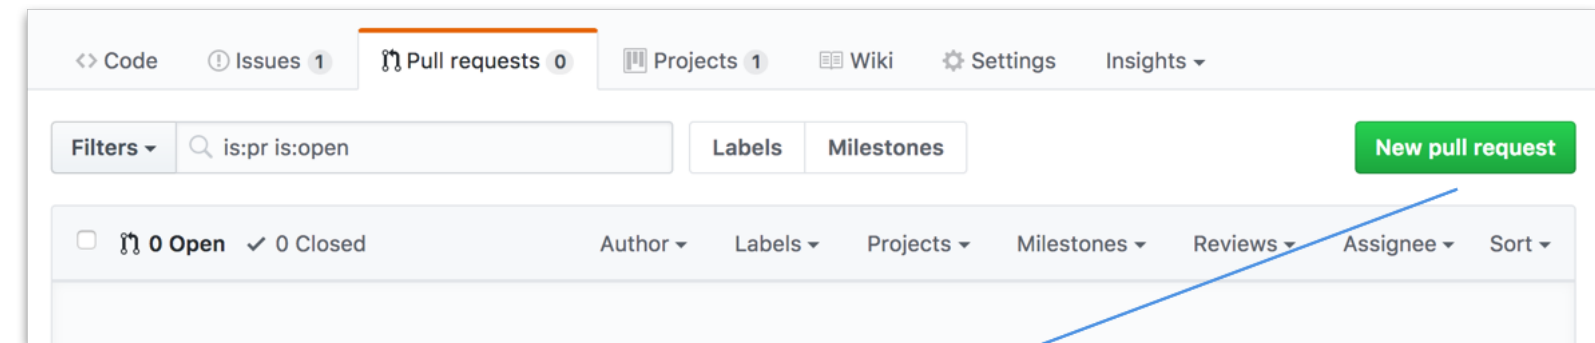 Code Issues 1 Pull requests 0 Projects 1 Wiki Settings Insights
Filters is:pr is:open Labels Milestones New pull request
0 Open 0 Closed Author Labels Projects Milestones Reviews Assignee Sort